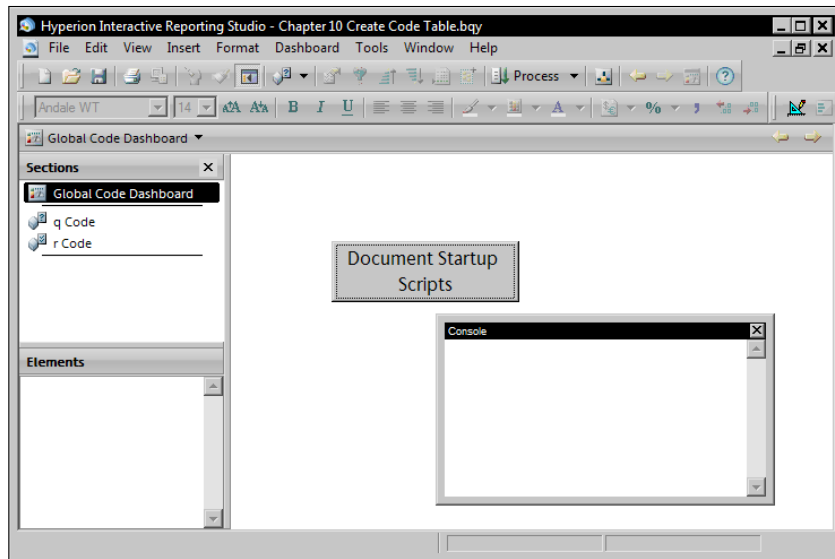 Hyperion Interactive Reporting Studio - Chapter 10 Create Code Table.bqy
File Edit View Insert Format Dashboard Tools Window Help
Process
Andale WT 14 B I U A %
Global Code Dashboard
Sections
Global Code Dashboard
q Code
r Code
Document Startup
Scripts
Console
Elements